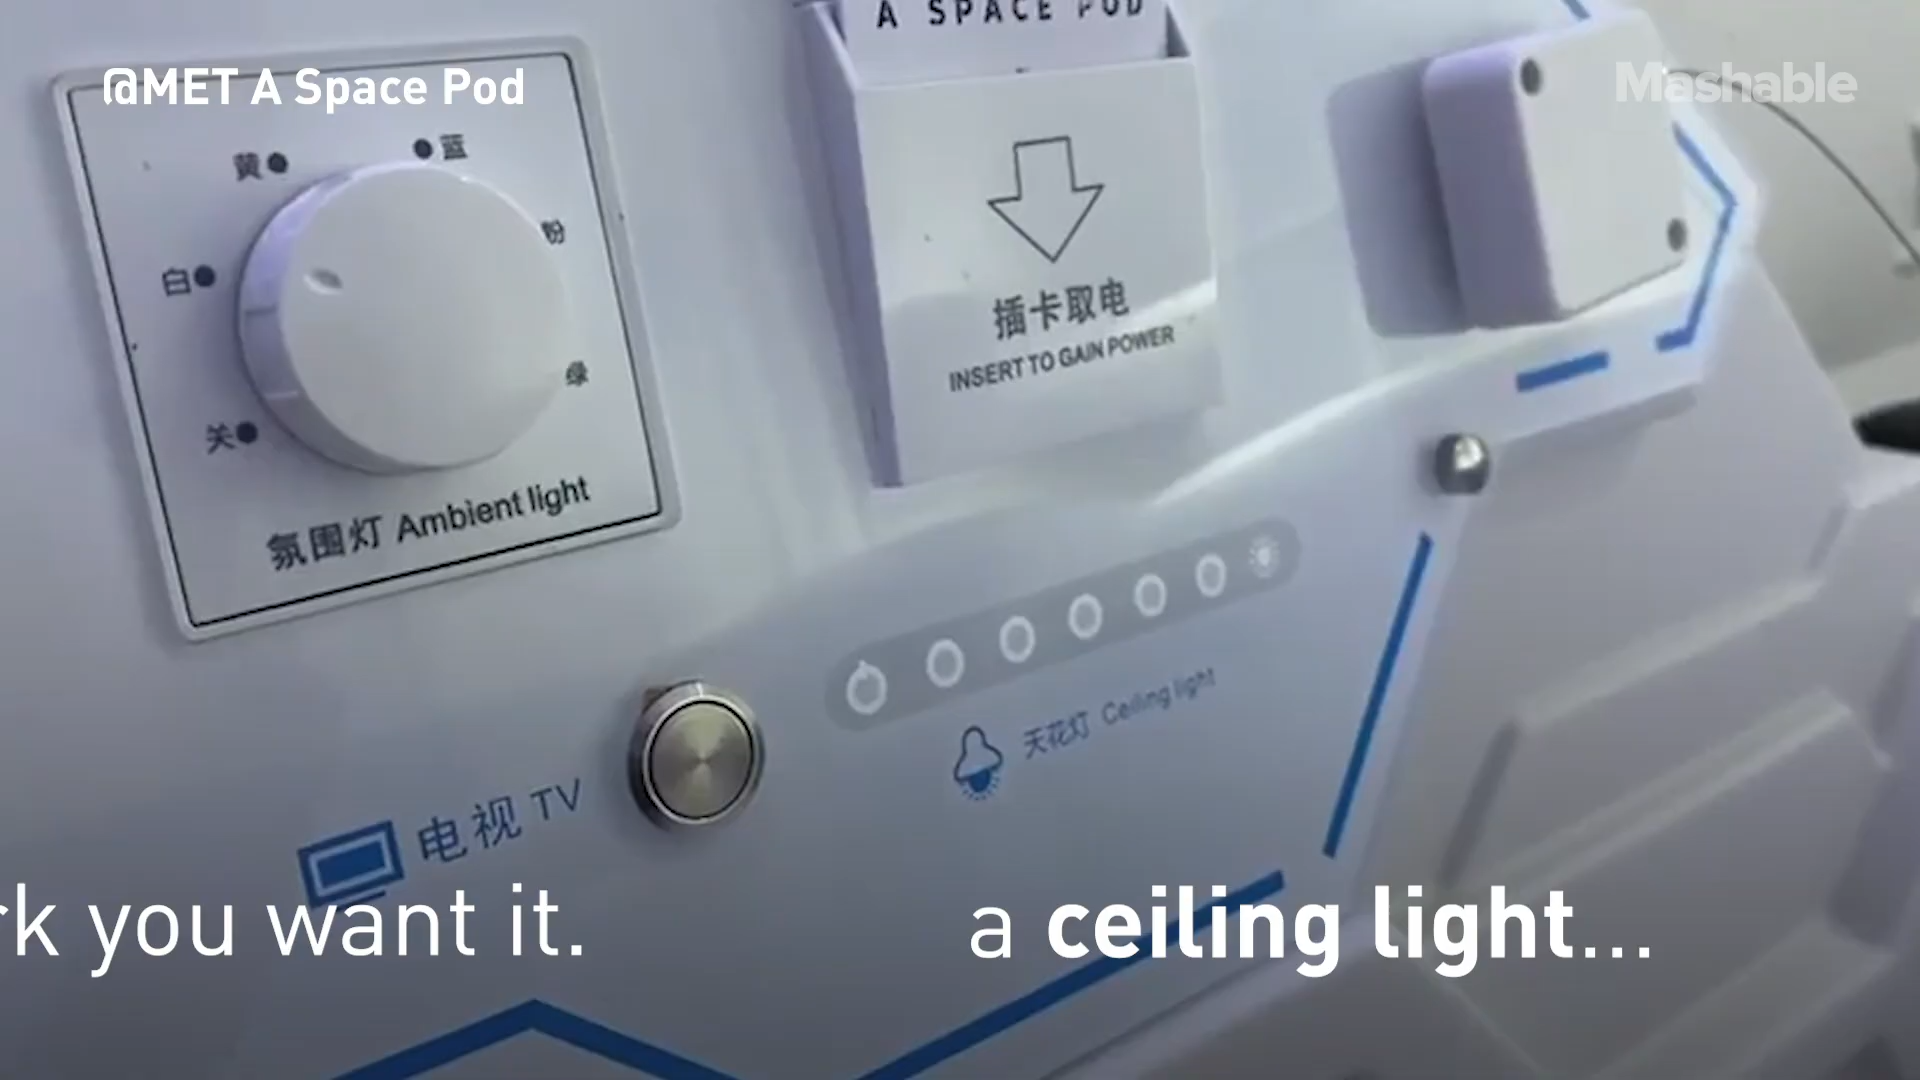 A SPACE POD
@MET A Space Pod
Mashable
黄
蓝
白
粉
绿
关
氛围灯 Ambient light
插卡取电
INSERT TO GAIN POWER
天花灯 Ceiling light
电视 TV
you want it.
a ceiling light...